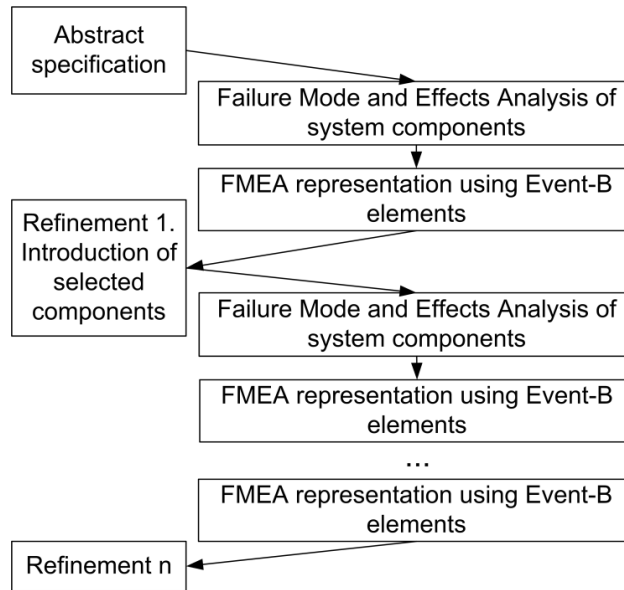 Abstract
specification
Failure Mode and Effects Analysis of
system components
FMEA representation using Event-B
elements
Refinement 1.
Introduction of
selected
components
Failure Mode and Effects Analysis of
system components
FMEA representation using Event-B
elements
...
FMEA representation using Event-B
elements
Refinement n